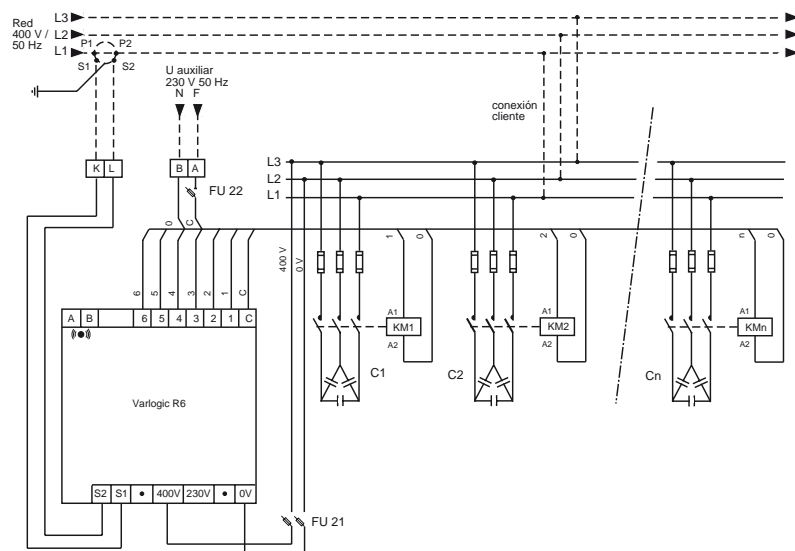 Red
400 V /
50 Hz
L3
L2
L1
P1
P2
S1
S2
U auxiliar
230 V 50 Hz
N F
conexión
cliente
K L
B A
FU 22
L3
L2
L1
0
C
400 V
0 V
1
0
2
0
n
0
6
5
4
3
2
1
C
A B 6 5 4 3 2 1 C
A1
KM1
A2
A1
KM2
A2
A1
KMn
A2
C1
C2
Cn
Varlogic R6
S2 S1 • 400V 230V • 0V
FU 21